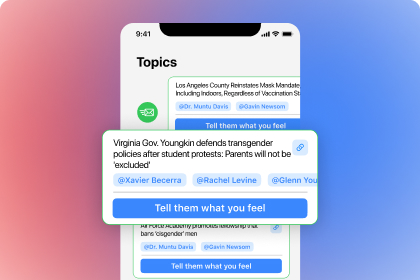 9:41
Topics
Los Angeles County Reinstates Mask Mandate
Including Indoors, Regardless of Vaccination St
@Dr. Muntu Davis @Gavin Newsom
Tell them what you feel
Virginia Gov. Youngkin defends transgender
policies after student protests: Parents will not be
'excluded'
@Xavier Becerra @Rachel Levine @Glenn You
Tell them what you feel
Air Force Academy promotes fellowship that
bans 'cisgender' men
@Dr. Muntu Davis @Gavin Newsom
Tell them what you feel